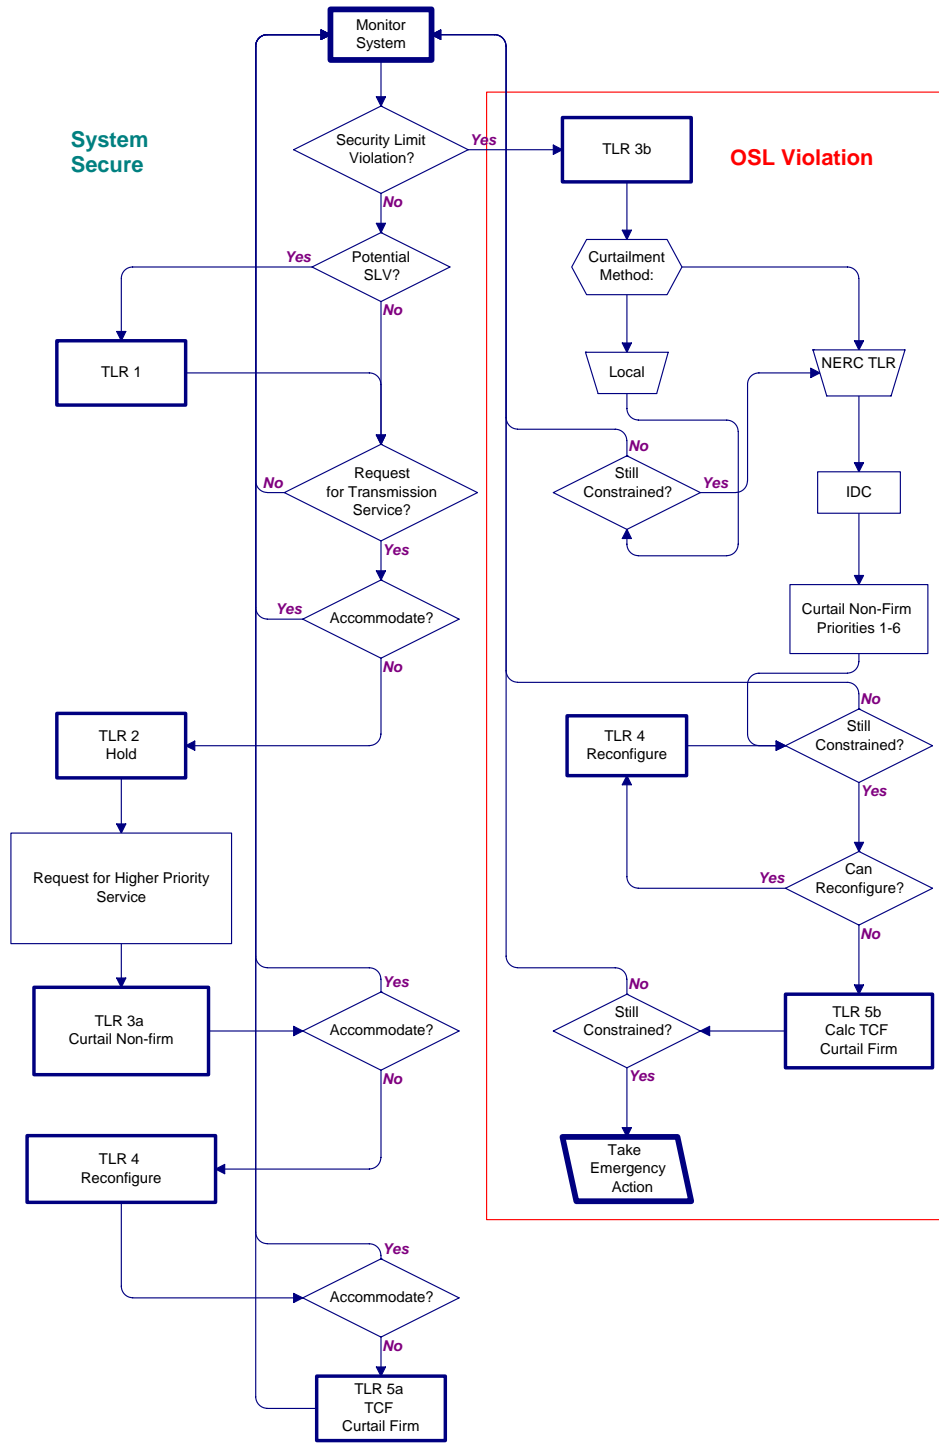 Monitor
System
System
Secure
Security Limit
Violation?
Yes
No
TLR 3b
OSL Violation
Potential
SLV?
Yes
No
Curtailment
Method:
TLR 1
Local
NERC TLR
Request
for Transmission
Service?
No
Yes
No
Still
Constrained?
Yes
IDC
Accommodate?
Yes
No
Curtail Non-Firm
Priorities 1-6
TLR 2
Hold
TLR 4
Reconfigure
No
Still
Constrained?
Yes
Request for Higher Priority
Service
Can
Reconfigure?
Yes
No
TLR 3a
Curtail Non-firm
Yes
Accommodate?
No
No
Still
Constrained?
Yes
TLR 5b
Calc TCF
Curtail Firm
TLR 4
Reconfigure
Take
Emergency
Action
Yes
Accommodate?
No
TLR 5a
TCF
Curtail Firm